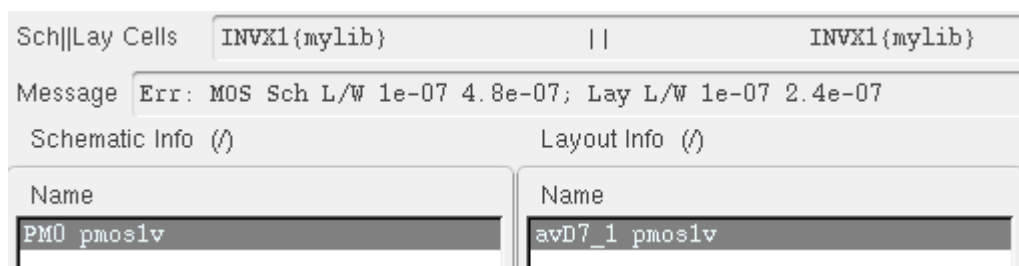 Sch||Lay Cells INVX1{mylib} || INVX1{mylib}
Message Err: MOS Sch L/W 1e-07 4.8e-07; Lay L/W 1e-07 2.4e-07
Schematic Info (/) Layout Info (/)
Name Name
PM0 pmos1v avD7_1 pmos1v